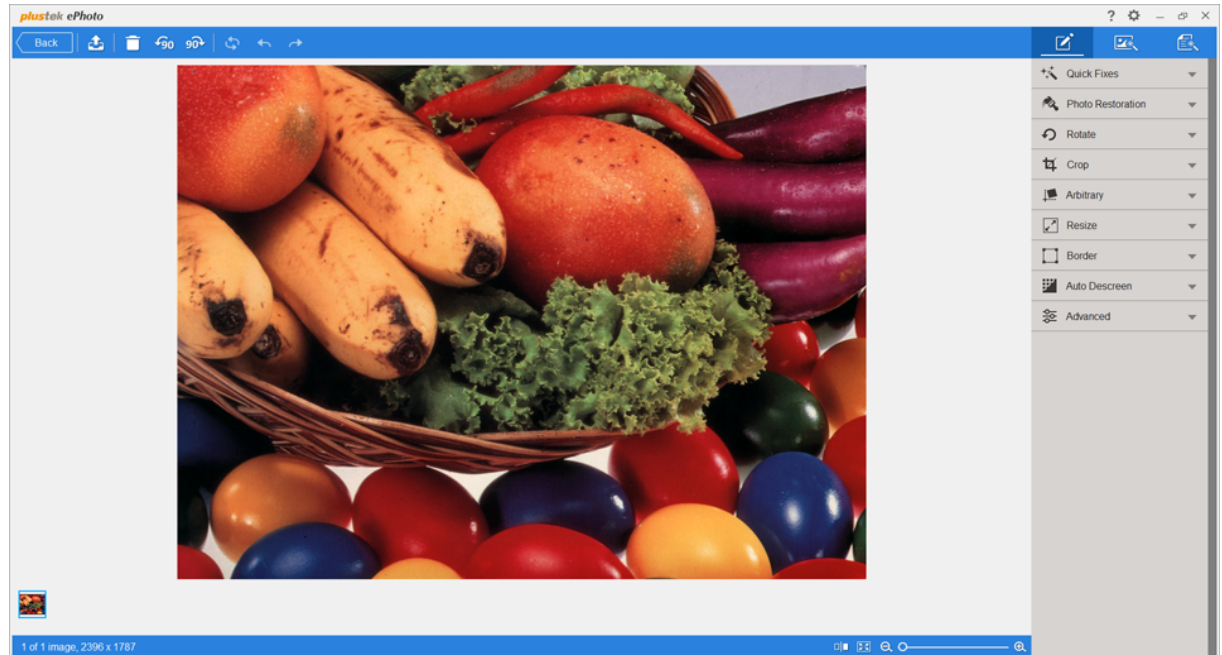 plustek ePhoto
?
Back
90 90
Quick Fixes
Photo Restoration
Rotate
Crop
Arbitrary
Resize
Border
Auto Descreen
Advanced
1 of 1 image, 2396 x 1787